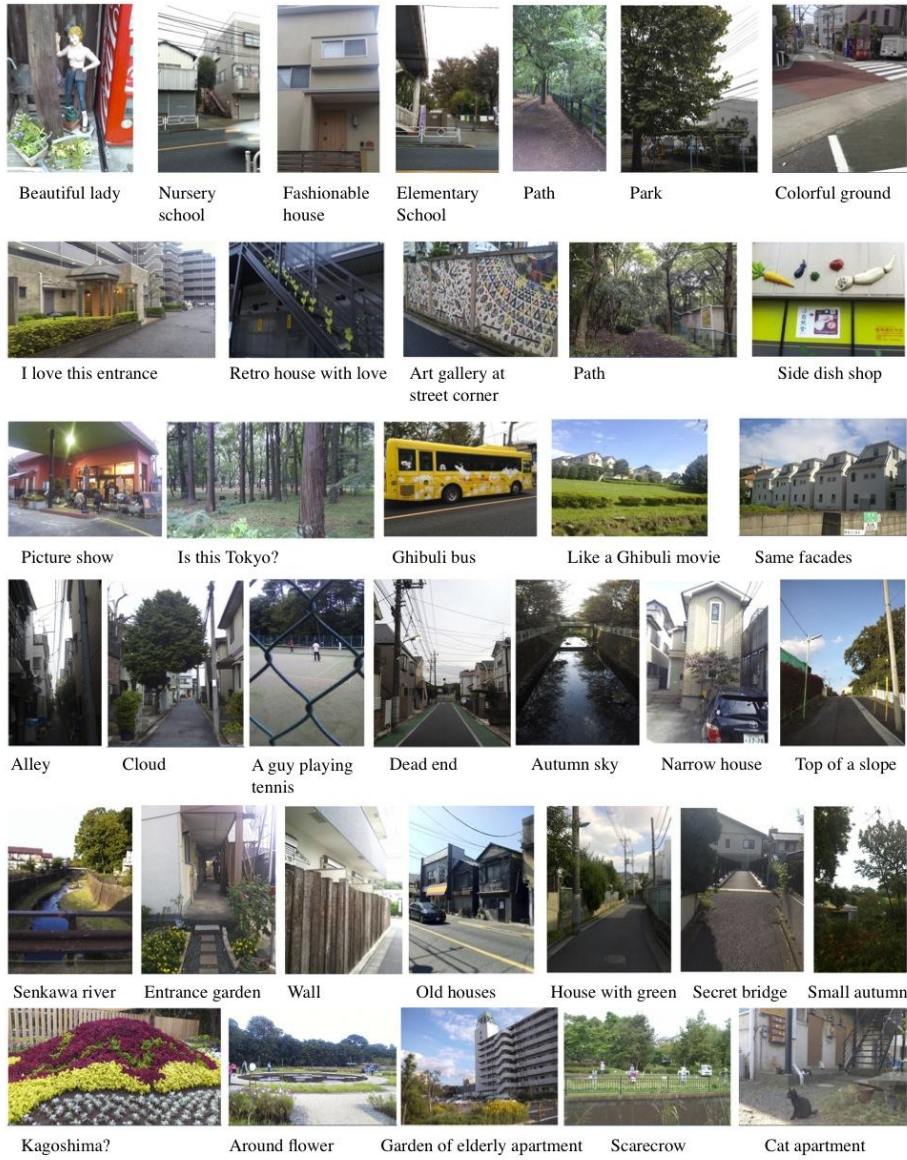 Beautiful lady
Nursery
school
Fashionable
house
Elementary
School
Path
Park
Colorful ground
I love this entrance
Retro house with love
Art gallery at
street corner
Path
Side dish shop
Picture show
Is this Tokyo?
Ghibuli bus
Like a Ghibuli movie
Same facades
Alley
Cloud
A guy playing
tennis
Dead end
Autumn sky
Narrow house
Top of a slope
Senkawa river
Entrance garden
Wall
Old houses
House with green
Secret bridge
Small autumn
Kagoshima?
Around flower
Garden of elderly apartment
Scarecrow
Cat apartment